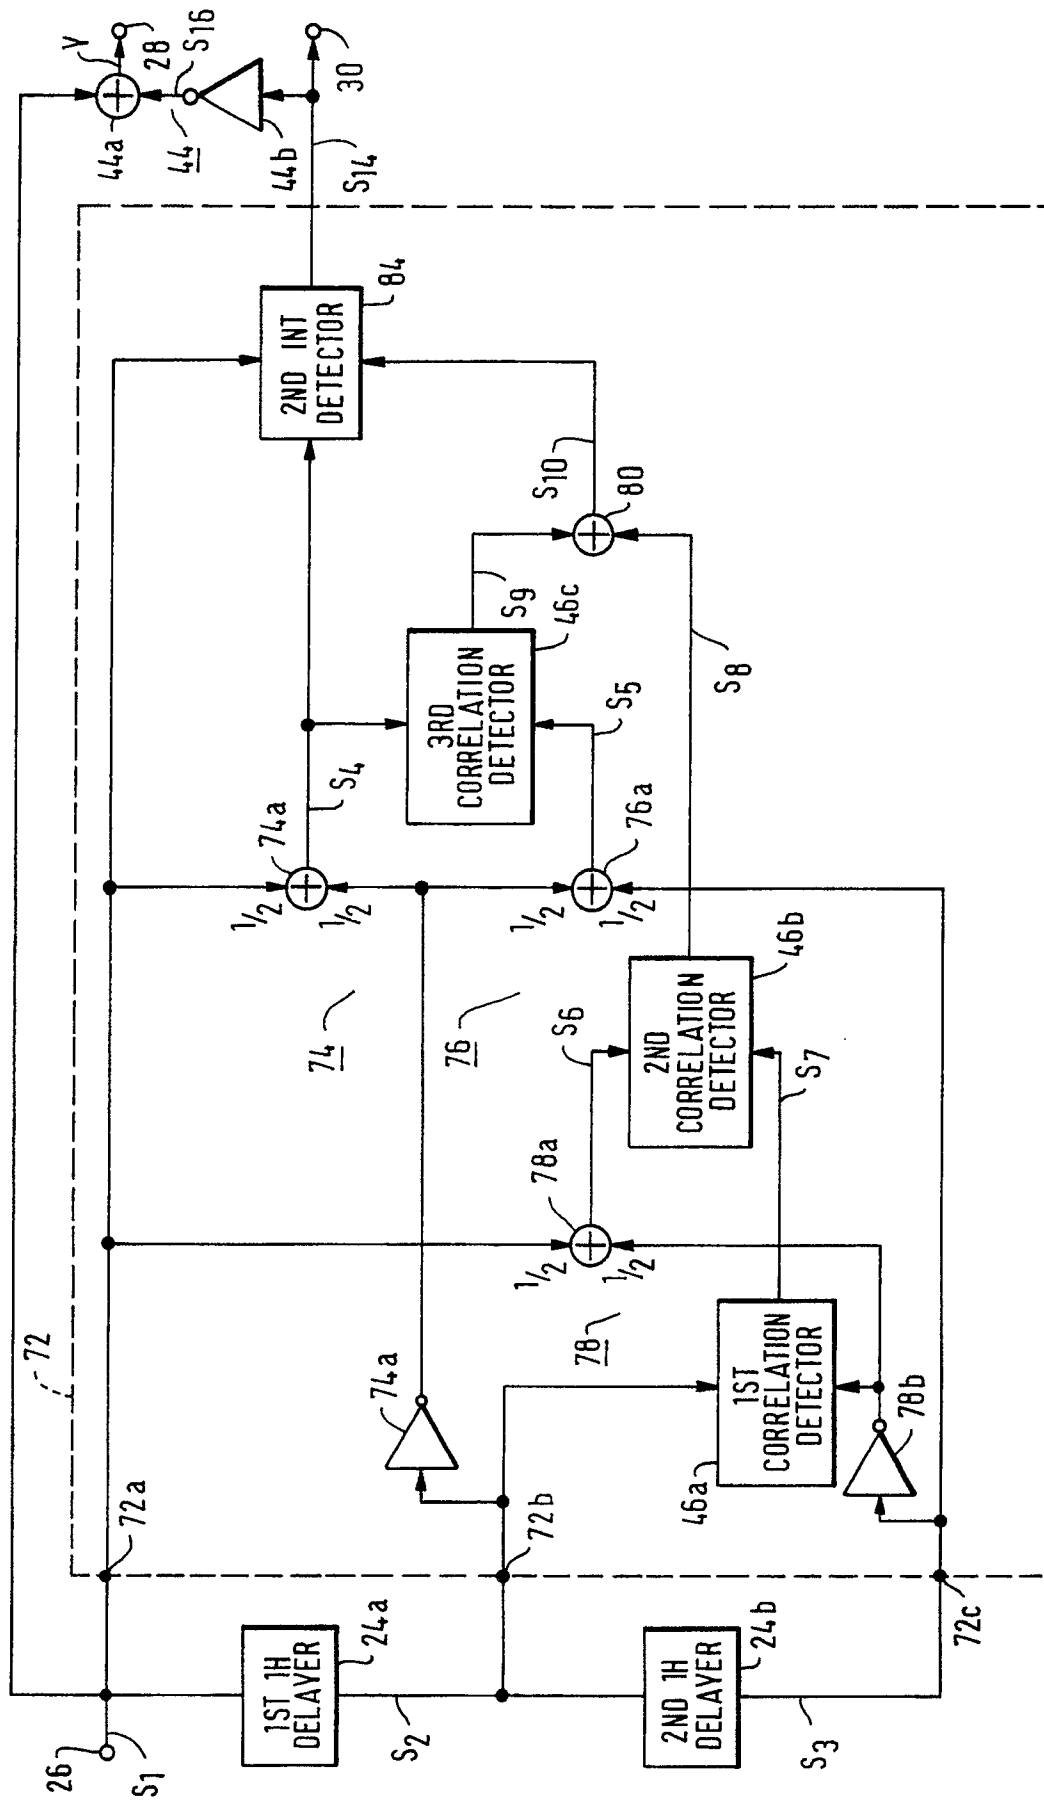 26
S1
1ST 1H
DELAYER
24a
S2
2ND 1H
DELAYER
24b
S3
72
72a
72b
72c
74a
1ST
CORRELATION
DETECTOR
46a
78b
78
78a
1/2
1/2
S6
S7
2ND
CORRELATION
DETECTOR
46b
74
76
1/2
1/2
74a
S4
1/2
1/2
76a
S5
3RD
CORRELATION
DETECTOR
46c
S9
S8
80
S10
2ND INT
DETECTOR
84
S14
44a
44
44b
S16
V
28
30